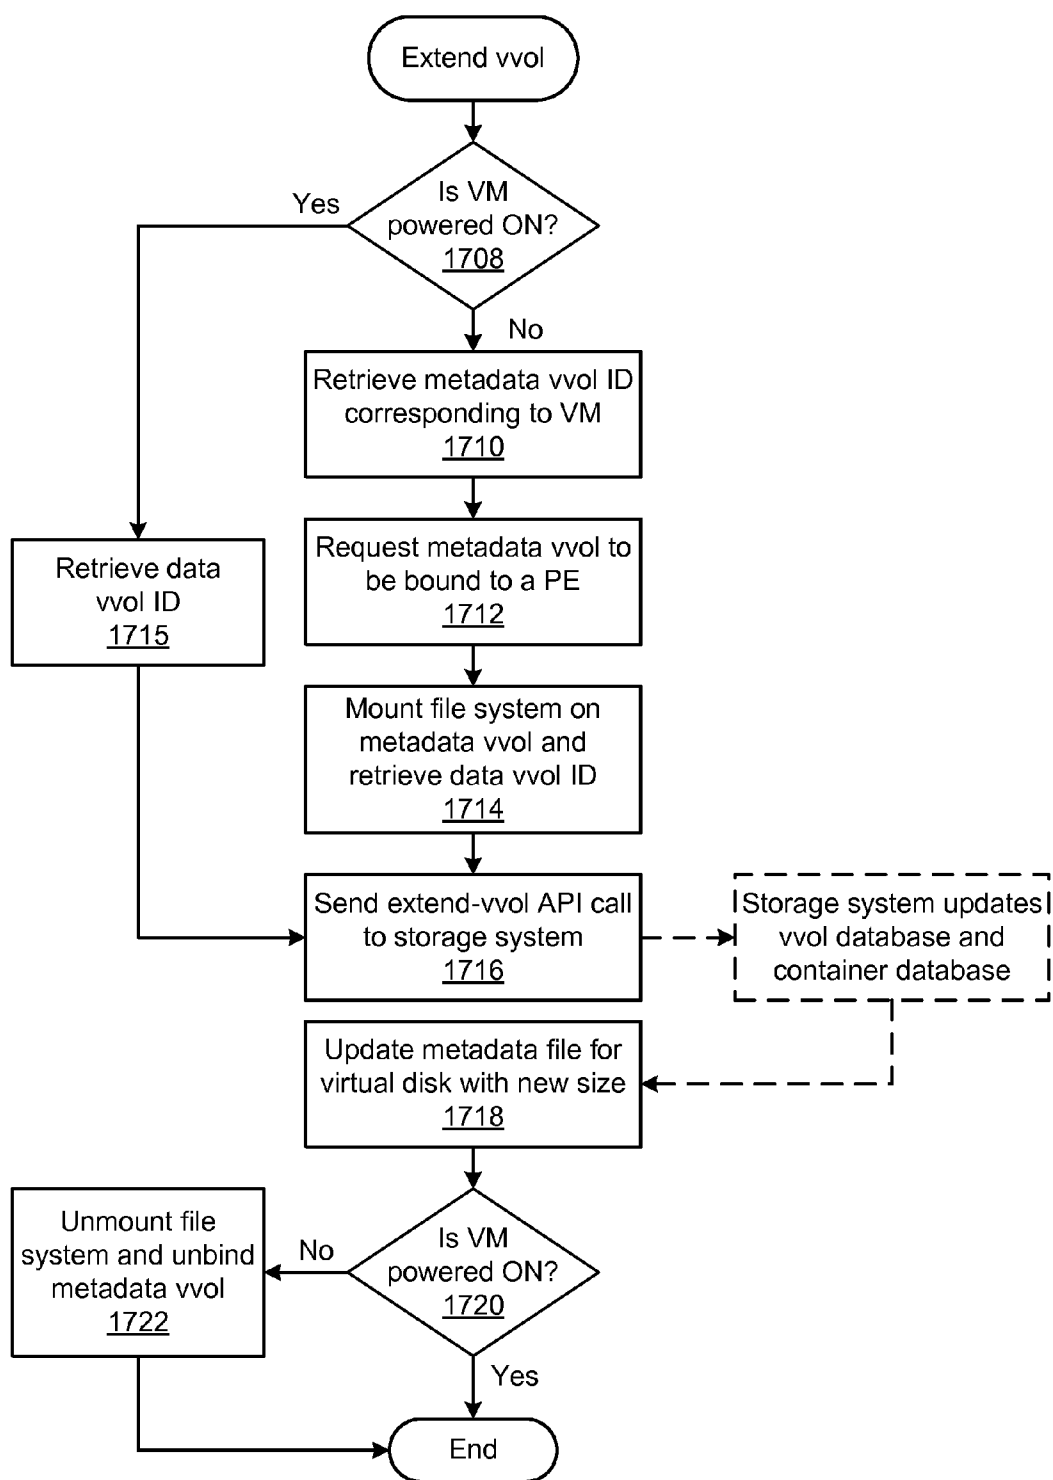 Extend vvol
Is VM
powered ON?
1708
Yes
No
Retrieve metadata vvol ID
corresponding to VM
1710
Request metadata vvol to
be bound to a PE
1712
Retrieve data
vvol ID
1715
Mount file system on
metadata vvol and
retrieve data vvol ID
1714
Send extend-vvol API call
to storage system
1716
Storage system updates
vvol database and
container database
Update metadata file for
virtual disk with new size
1718
Is VM
powered ON?
1720
No
Unmount file
system and unbind
metadata vvol
1722
Yes
End